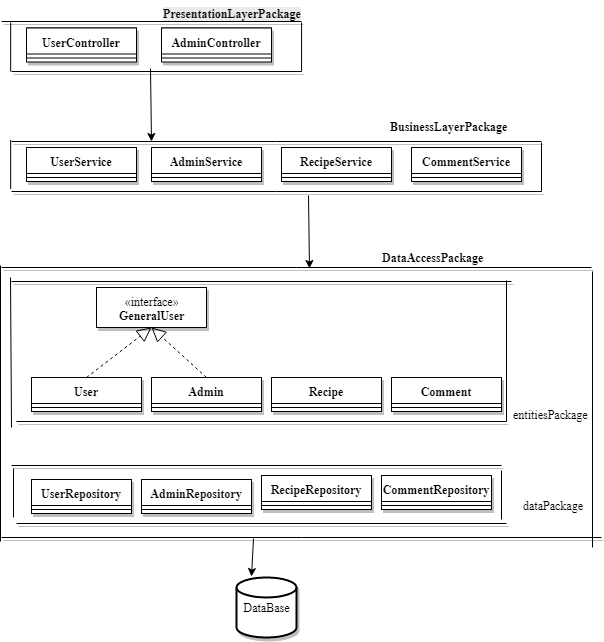 PresentationLayerPackage
UserController
AdminController
BusinessLayerPackage
UserService
AdminService
RecipeService
CommentService
DataAccessPackage
«interface»
GeneralUser
User
Admin
Recipe
Comment
entitiesPackage
UserRepository
AdminRepository
RecipeRepository
CommentRepository
dataPackage
DataBase